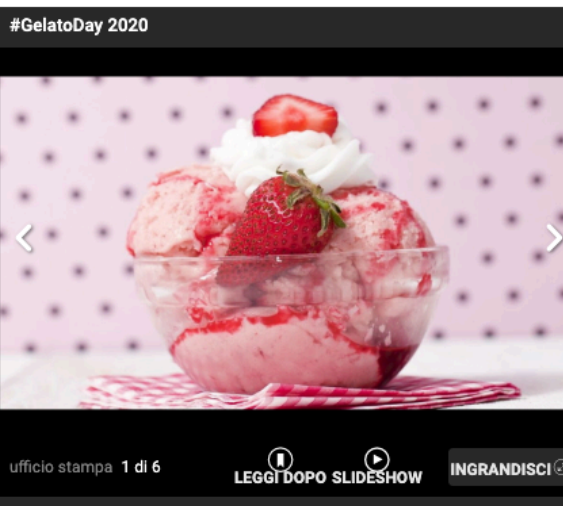 #GelatoDay 2020
ufficio stampa 1 di 6
LEGGI DOPO SLIDESHOW
INGRANDISCI